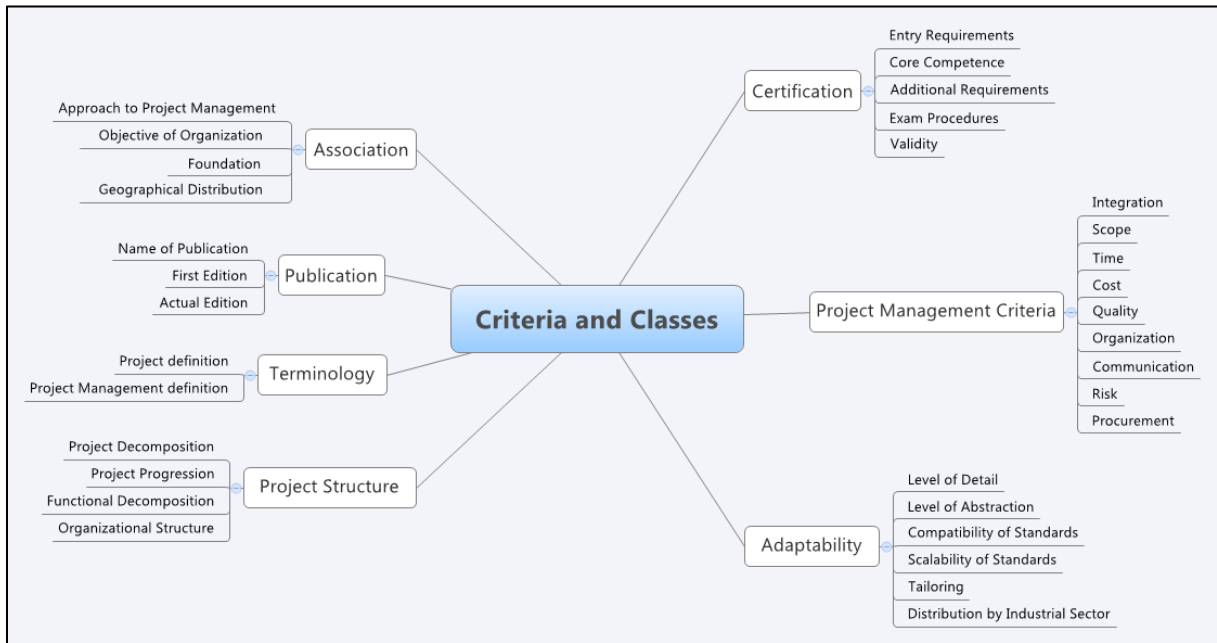 Criteria and Classes
Association
Approach to Project Management
Objective of Organization
Foundation
Geographical Distribution
Publication
Name of Publication
First Edition
Actual Edition
Terminology
Project definition
Project Management definition
Project Structure
Project Decomposition
Project Progression
Functional Decomposition
Organizational Structure
Certification
Entry Requirements
Core Competence
Additional Requirements
Exam Procedures
Validity
Project Management Criteria
Integration
Scope
Time
Cost
Quality
Organization
Communication
Risk
Procurement
Adaptability
Level of Detail
Level of Abstraction
Compatibility of Standards
Scalability of Standards
Tailoring
Distribution by Industrial Sector